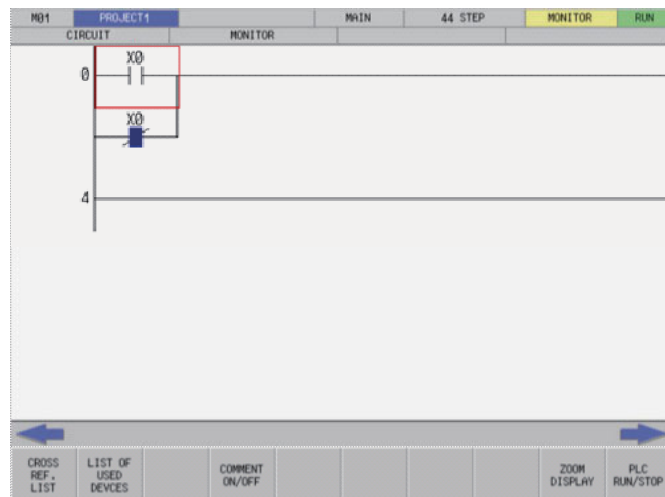 M01 PROJECT1 MAIN 44 STEP MONITOR RUN
CIRCUIT MONITOR
X0
0
X0
4
CROSS REF. LIST
LIST OF USED DEVCES
COMMENT ON/OFF
ZOOM DISPLAY
PLC RUN/STOP